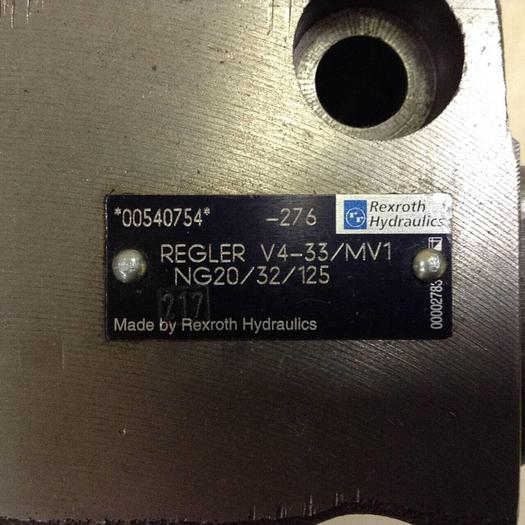 *00540754* -276 Rexroth Hydraulics
REGLER V4-33/MV1
NG20/32/125
217
Made by Rexroth Hydraulics
00002783